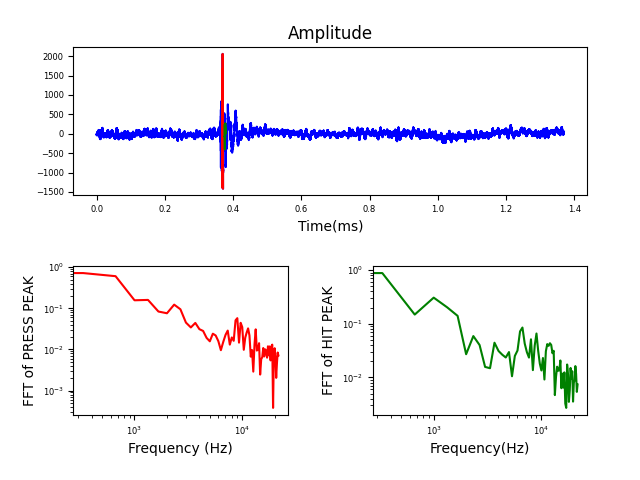 Amplitude
2000
1500
1000
500
0
−500
−1000
−1500
0.0 0.2 0.4 0.6 0.8 1.0 1.2 1.4
Time(ms)
FFT of PRESS PEAK
10⁰
10⁻¹
10⁻²
10⁻³
10³ 10⁴
Frequency (Hz)
FFT of HIT PEAK
10⁰
10⁻¹
10⁻²
10³ 10⁴
Frequency(Hz)